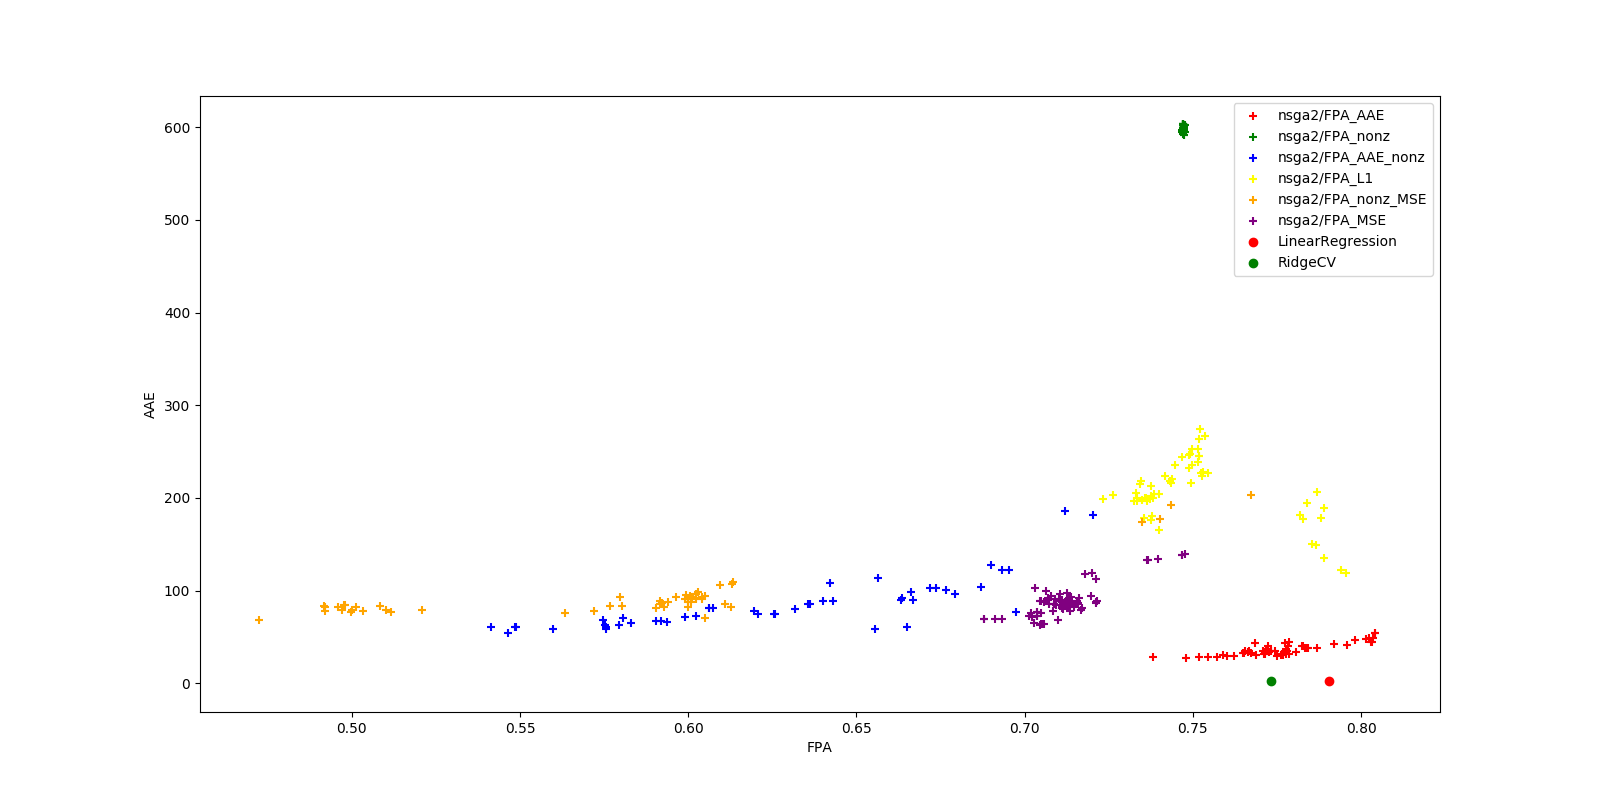 600
500
400
300
200
100
0
AAE
0.50
0.55
0.60
0.65
0.70
0.75
0.80
FPA
nsga2/FPA_AAE
nsga2/FPA_nonz
nsga2/FPA_AAE_nonz
nsga2/FPA_L1
nsga2/FPA_nonz_MSE
nsga2/FPA_MSE
LinearRegression
RidgeCV